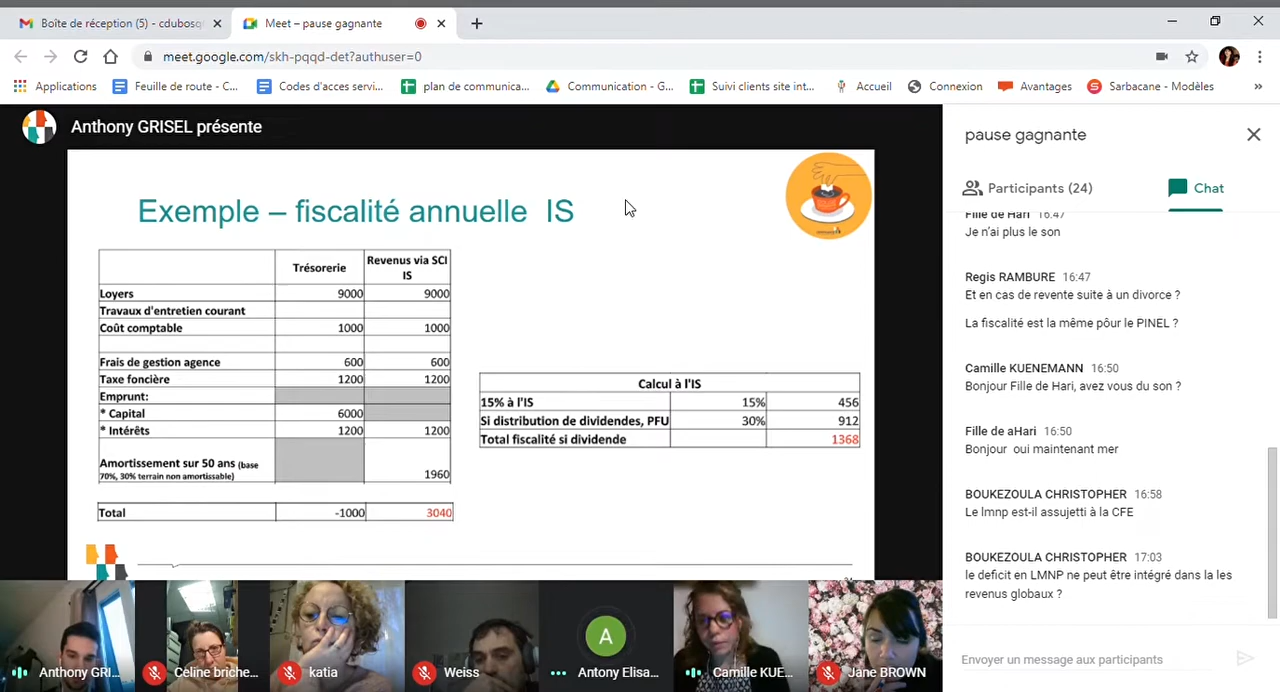 Boîte de réception (5) - cdubosq
Meet – pause gagnante
meet.google.com/skh-pqqd-det?authuser=0
Applications
Feuille de route - C...
Codes d'acces servi...
plan de communica...
Communication - G...
Suivi clients site int...
Accueil
Connexion
Avantages
Sarbacane - Modèles
»
Anthony GRISEL présente
Exemple – fiscalité annuelle IS
Trésorerie
Revenus via SCI
IS
Loyers 9000 9000
Travaux d'entretien courant
Coût comptable 1000 1000
Frais de gestion agence 600 600
Taxe foncière 1200 1200
Emprunt:
* Capital 6000
* Intérêts 1200 1200
Amortissement sur 50 ans (base
70%, 30% terrain non amortissable) 1960
Total -1000 3040
Calcul à l'IS
15% à l'IS 15% 456
Si distribution de dividendes, PFU 30% 912
Total fiscalité si dividende 1368
pause gagnante
Participants (24)
Chat
Fille de Hari 16:47
Je n'ai plus le son
Regis RAMBURE 16:47
Et en cas de revente suite à un divorce ?
La fiscalité est la même pôur le PINEL ?
Camille KUENEMANN 16:50
Bonjour Fille de Hari, avez vous du son ?
Fille de aHari 16:50
Bonjour oui maintenant mer
BOUKEZOULA CHRISTOPHER 16:58
Le lmnp est-il assujetti à la CFE
BOUKEZOULA CHRISTOPHER 17:03
le deficit en LMNP ne peut être intégré dans la les
revenus globaux ?
Envoyer un message aux participants
Anthony GRI...
Céline briche...
katia
Weiss
A
Antony Elisa...
Camille KUE...
Jane BROWN